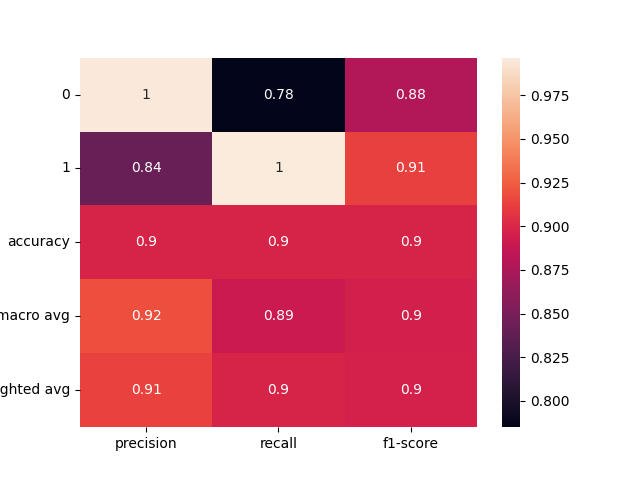 0 1 0.78 0.88
1 0.84 1 0.91
accuracy 0.9 0.9 0.9
macro avg 0.92 0.89 0.9
ghted avg 0.91 0.9 0.9
precision recall f1-score
0.975
0.950
0.925
0.900
0.875
0.850
0.825
0.800